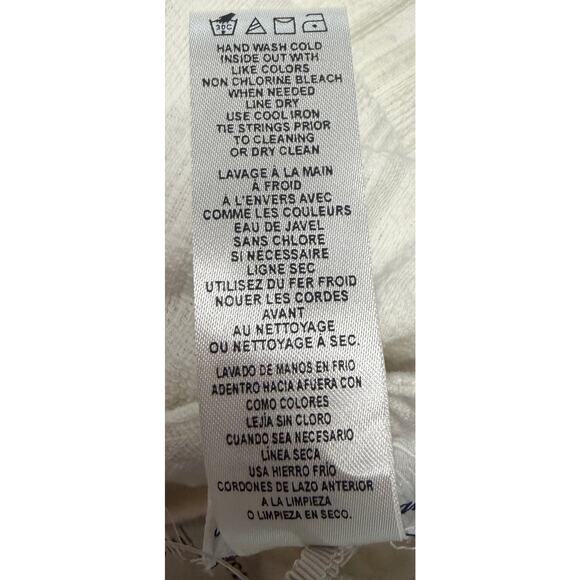 30C
HAND WASH COLD
INSIDE OUT WITH
LIKE COLORS
NON CHLORINE BLEACH
WHEN NEEDED
LINE DRY
USE COOL IRON
TIE STRINGS PRIOR
TO CLEANING
OR DRY CLEAN
LAVAGE À LA MAIN
À FROID
À L'ENVERS AVEC
COMME LES COULEURS
EAU DE JAVEL
SANS CHLORE
SI NÉCESSAIRE
LIGNE SEC
UTILISEZ DU FER FROID
NOUER LES CORDES
AVANT
AU NETTOYAGE
OU NETTOYAGE À SEC.
LAVADO DE MANOS EN FRIO
ADENTRO HACIA AFUERA CON
COMO COLORES
LEJÍA SIN CLORO
CUANDO SEA NECESARIO
LÍNEA SECA
USA HIERRO FRÍO
CORDONES DE LAZO ANTERIOR
A LA LIMPIEZA
O LIMPIEZA EN SECO.